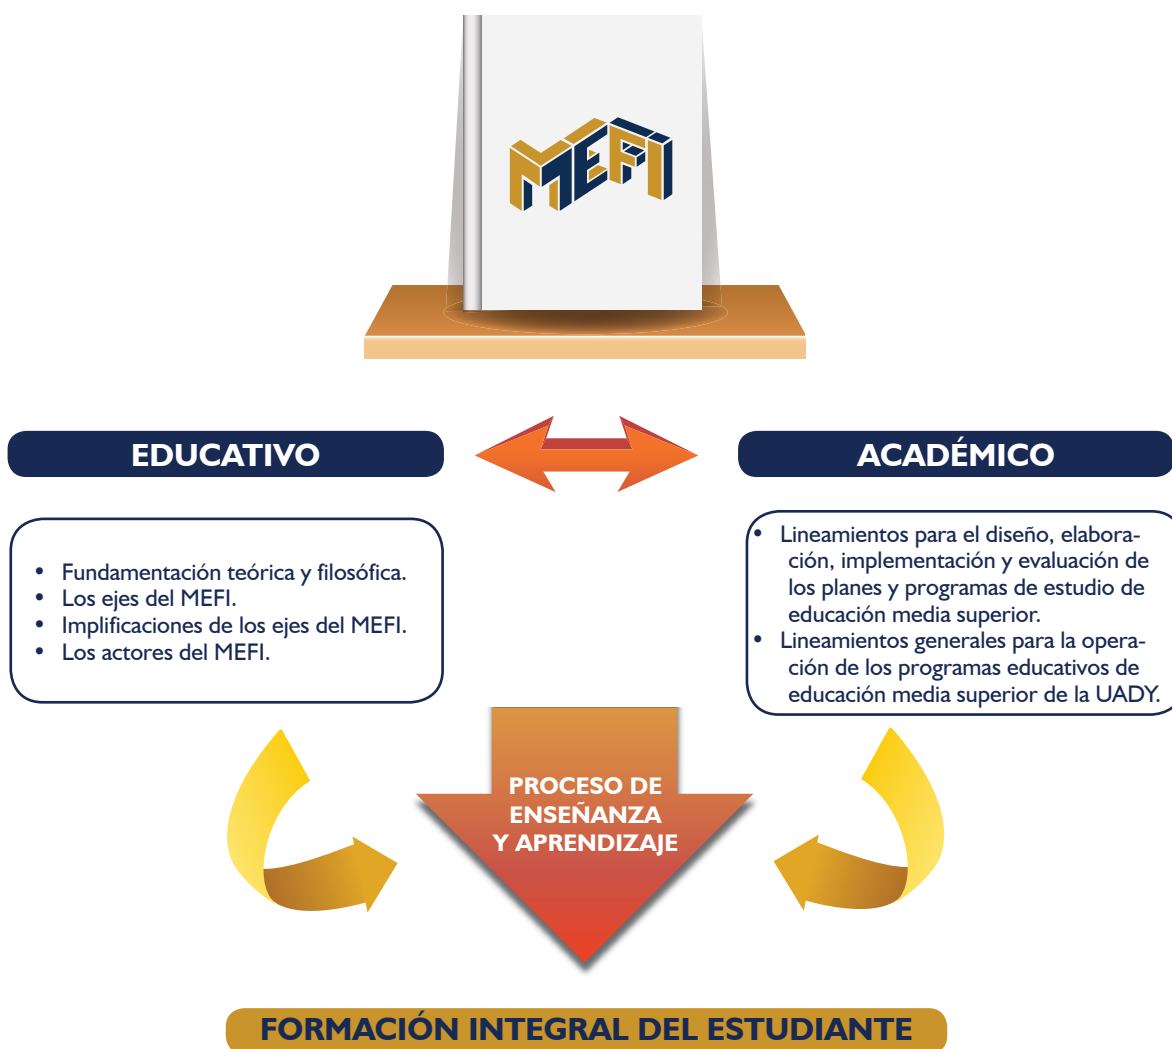 MEFI
EDUCATIVO
ACADÉMICO
• Fundamentación teórica y filosófica.
• Los ejes del MEFI.
• Implificaciones de los ejes del MEFI.
• Los actores del MEFI.
• Lineamientos para el diseño, elabora-
ción, implementación y evaluación de
los planes y programas de estudio de
educación media superior.
• Lineamientos generales para la opera-
ción de los programas educativos de
educación media superior de la UADY.
PROCESO DE
ENSEÑANZA
Y APRENDIZAJE
FORMACIÓN INTEGRAL DEL ESTUDIANTE